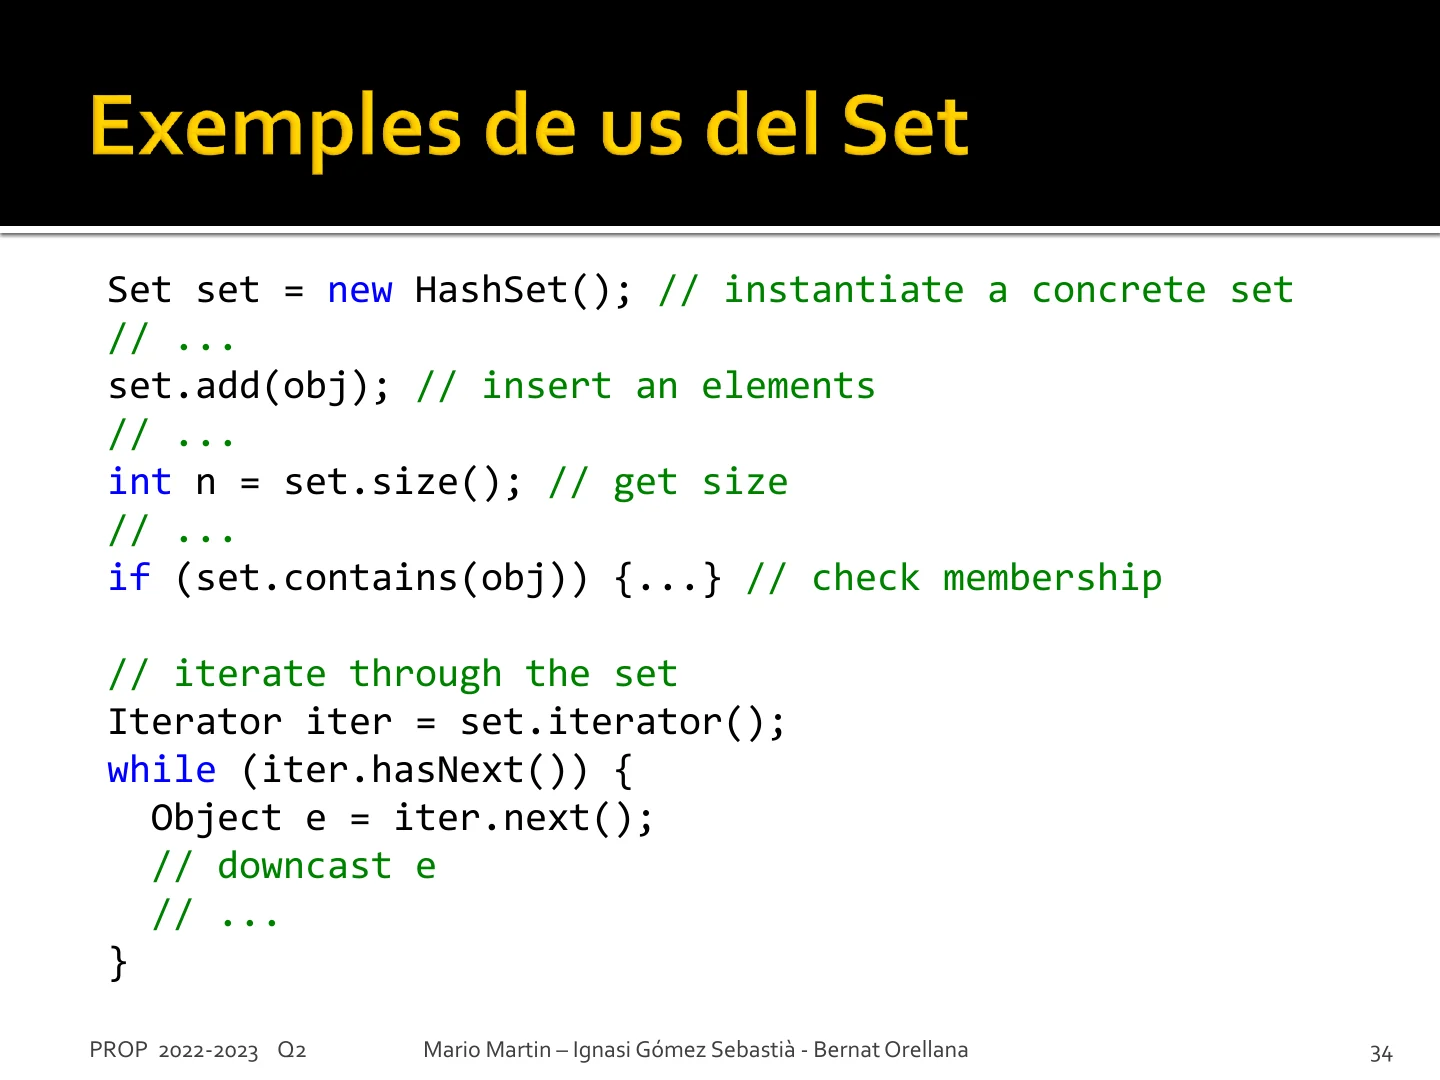 Exemples de us del Set
Set set = new HashSet(); // instantiate a concrete set
// ...
set.add(obj); // insert an elements
// ...
int n = set.size(); // get size
// ...
if (set.contains(obj)) {...} // check membership
// iterate through the set
Iterator iter = set.iterator();
while (iter.hasNext()) {
  Object e = iter.next();
  // downcast e
  // ...
}
PROP 2022-2023 Q2 Mario Martin – Ignasi Gómez Sebastià - Bernat Orellana 34